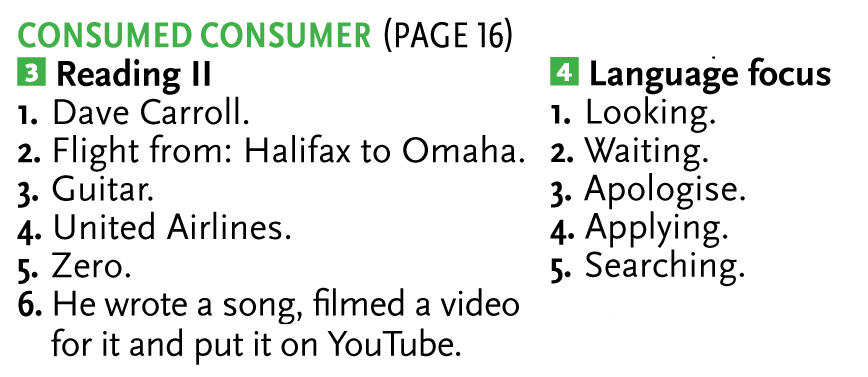 CONSUMED CONSUMER (PAGE 16)
3 Reading II
1. Dave Carroll.
2. Flight from: Halifax to Omaha.
3. Guitar.
4. United Airlines.
5. Zero.
6. He wrote a song, filmed a video
for it and put it on YouTube.
4 Language focus
1. Looking.
2. Waiting.
3. Apologise.
4. Applying.
5. Searching.